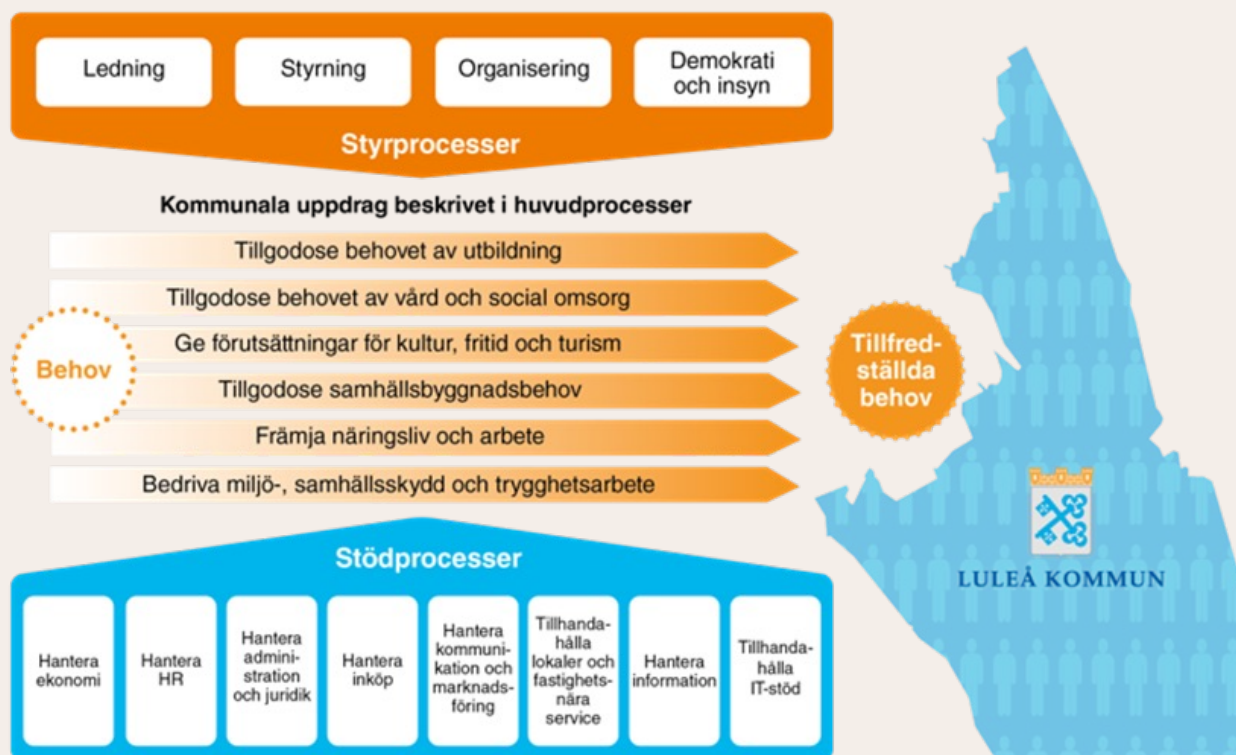 Ledning
Styrning
Organisering
Demokrati
och insyn
Styrprocesser
Kommunala uppdrag beskrivet i huvudprocesser
Tillgodose behovet av utbildning
Tillgodose behovet av vård och social omsorg
Ge förutsättningar för kultur, fritid och turism
Tillgodose samhällsbyggnadsbehov
Främja näringsliv och arbete
Bedriva miljö-, samhällsskydd och trygghetsarbete
Behov
Tillfred-
ställda
behov
LULEÅ KOMMUN
Stödprocesser
Hantera
ekonomi
Hantera
HR
Hantera
admini-
stration
och juridik
Hantera
inköp
Hantera
kommuni-
kation och
marknads-
föring
Tillhanda-
hålla
lokaler och
fastighets-
nära
service
Hantera
information
Tillhanda-
hålla
IT-stöd